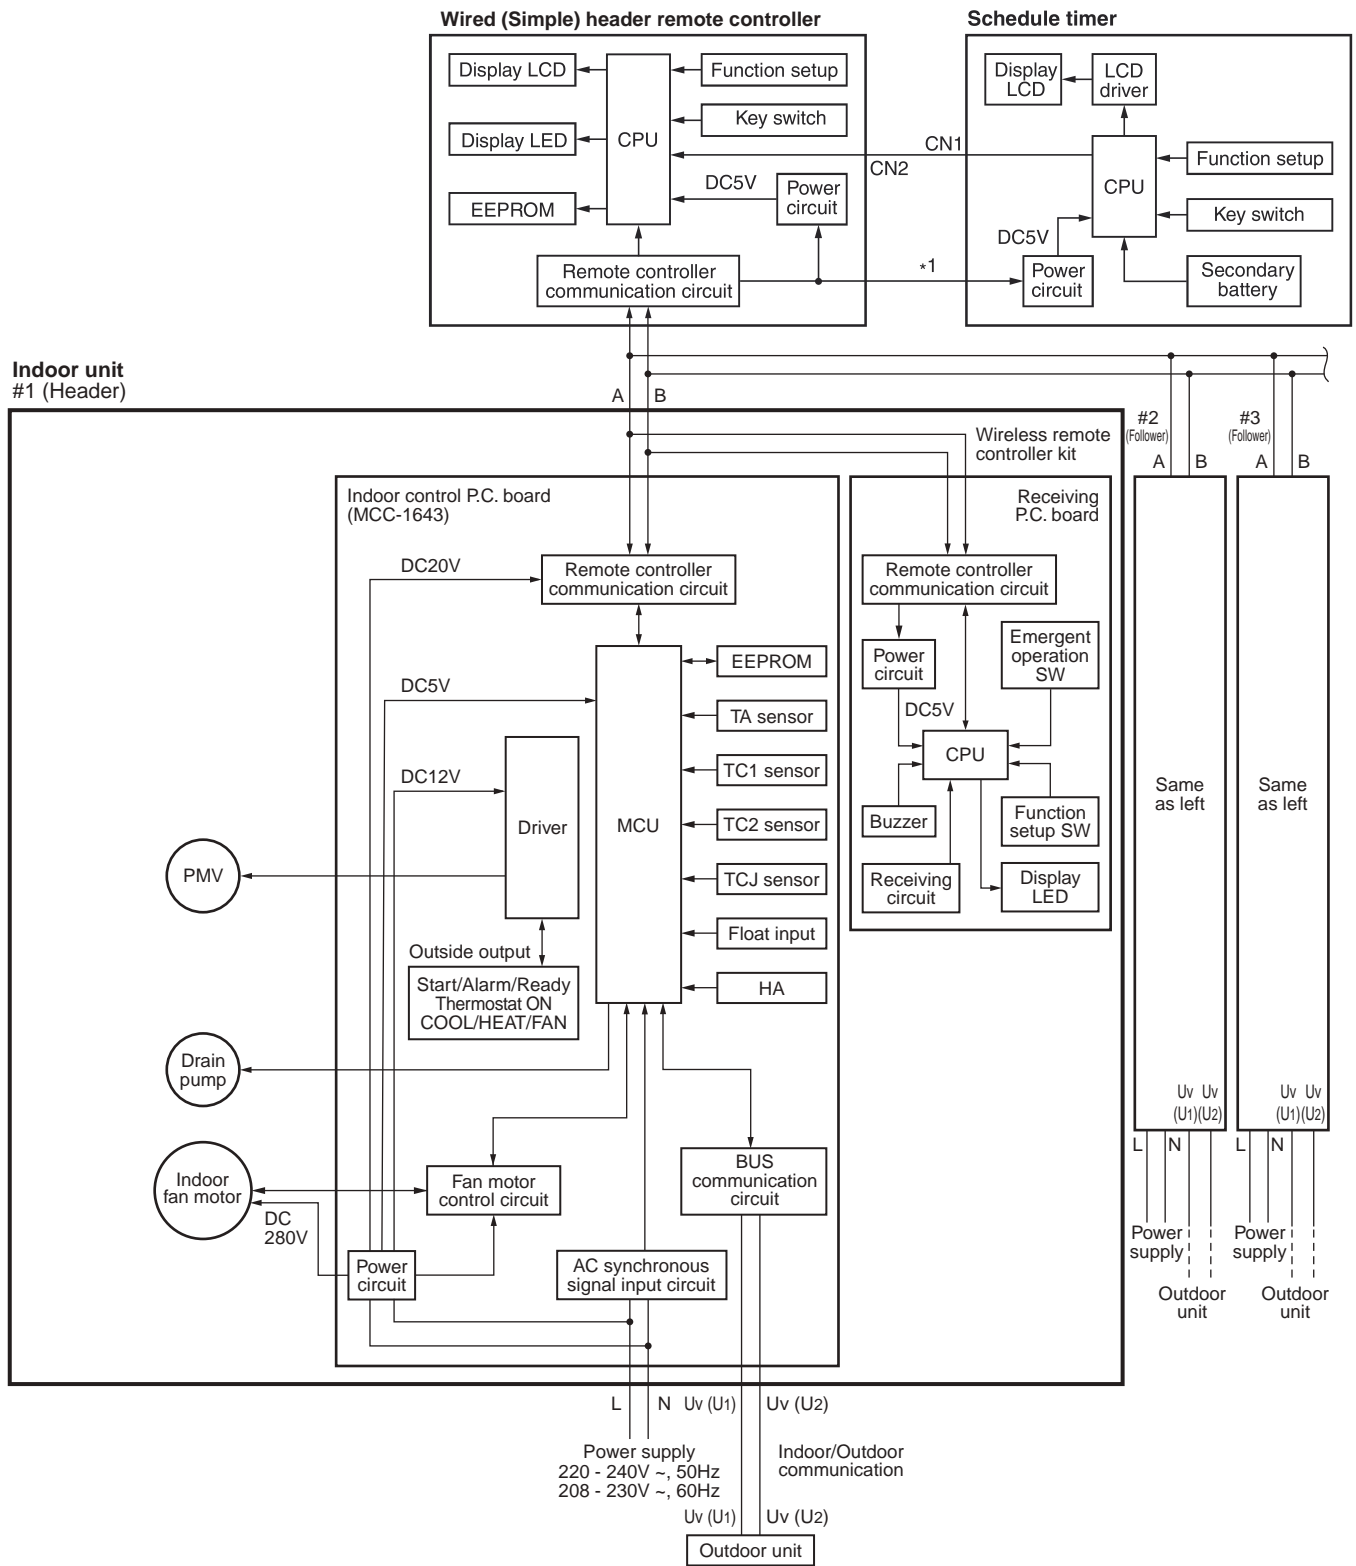 Wired (Simple) header remote controller
Display LCD
Display LED
EEPROM
CPU
Function setup
Key switch
DC5V
Power
circuit
Remote controller
communication circuit
CN1
CN2
*1
Schedule timer
Display
LCD
LCD
driver
CPU
Function setup
Key switch
DC5V
Power
circuit
Secondary
battery
Indoor unit
#1 (Header)
A
B
Wireless remote
controller kit
Indoor control P.C. board
(MCC-1643)
DC20V
Remote controller
communication circuit
DC5V
DC12V
Driver
MCU
EEPROM
TA sensor
TC1 sensor
TC2 sensor
TCJ sensor
Float input
HA
PMV
Outside output
Start/Alarm/Ready
Thermostat ON
COOL/HEAT/FAN
Drain
pump
Indoor
fan motor
DC
280V
Fan motor
control circuit
Power
circuit
AC synchronous
signal input circuit
BUS
communication
circuit
Receiving
P.C. board
Remote controller
communication circuit
Power
circuit
DC5V
Emergent
operation
SW
CPU
Buzzer
Function
setup SW
Receiving
circuit
Display
LED
#2
(Follower)
A
B
Same
as left
Uv Uv
(U1)(U2)
L
N
Power
supply
Outdoor
unit
#3
(Follower)
A
B
Same
as left
Uv Uv
(U1)(U2)
L
N
Power
supply
Outdoor
unit
L
N
Uv (U1)
Uv (U2)
Power supply
220 - 240V ~, 50Hz
208 - 230V ~, 60Hz
Indoor/Outdoor
communication
Uv (U1)
Uv (U2)
Outdoor unit